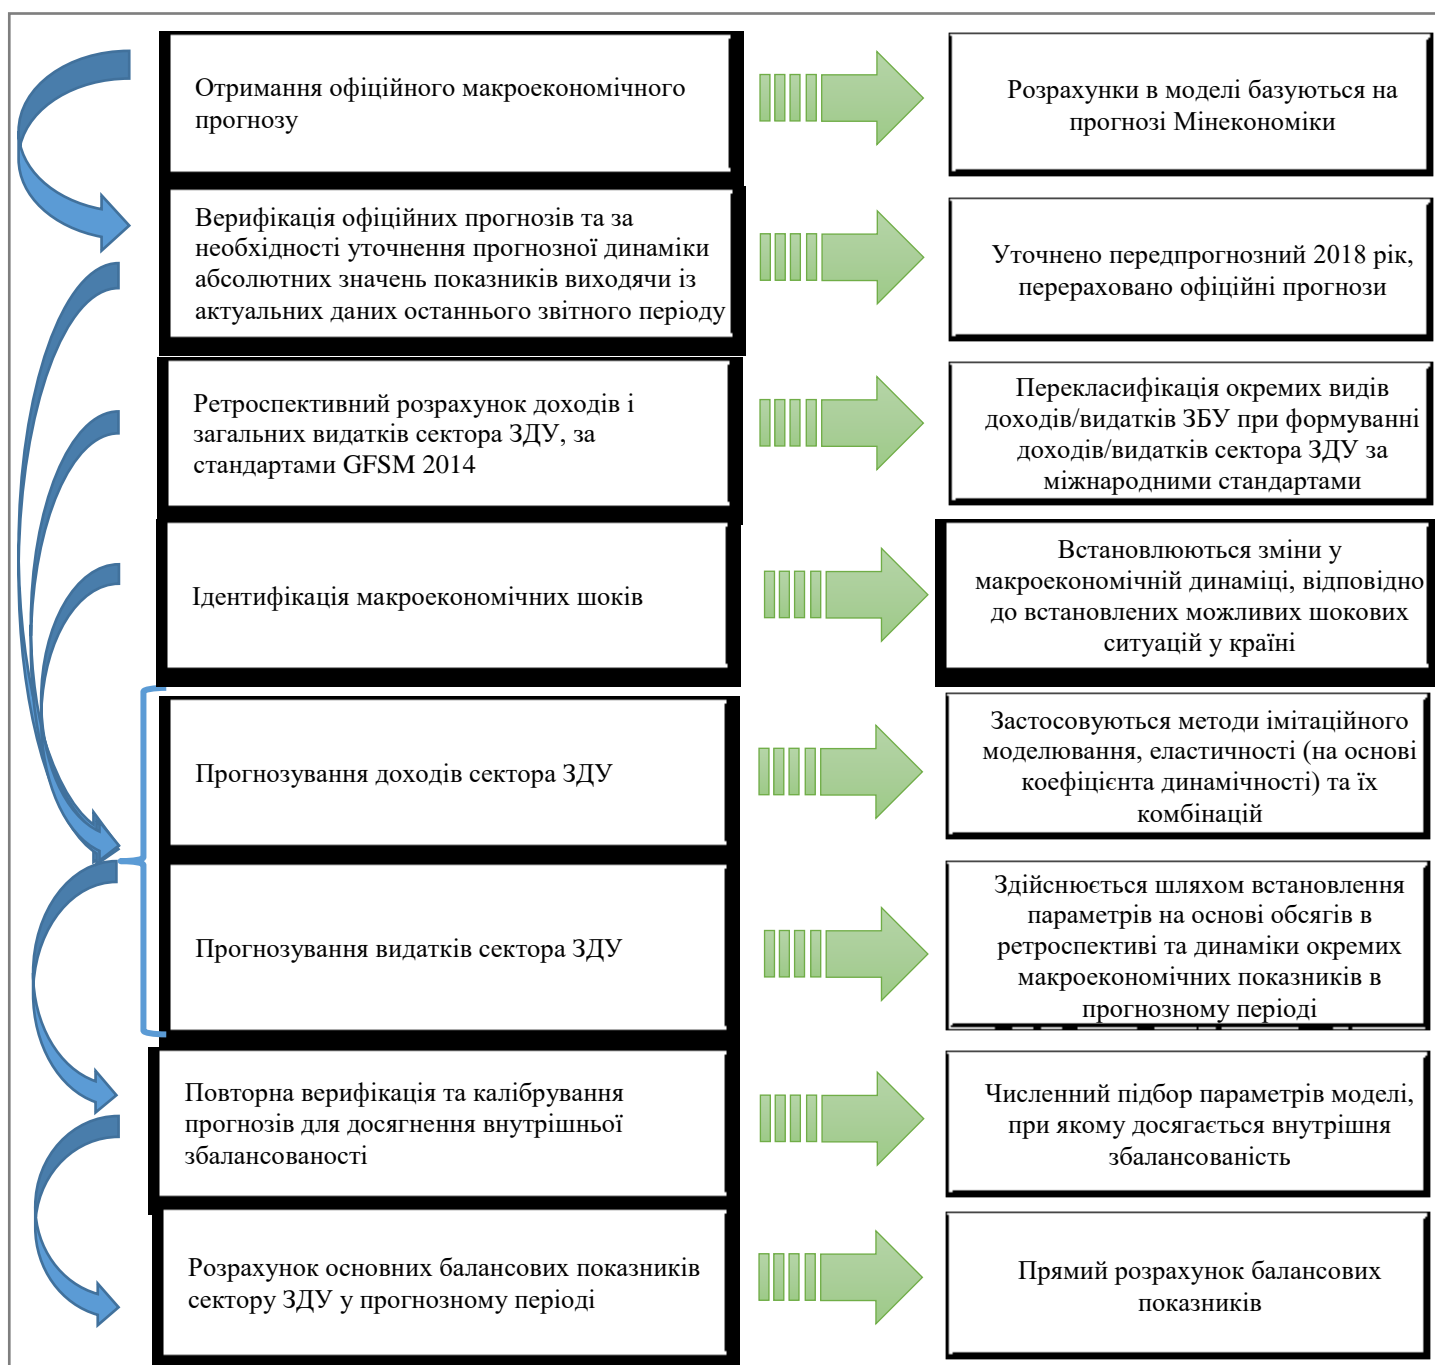 Отримання офіційного макроекономічного
прогнозу
Розрахунки в моделі базуються на
прогнозі Мінекономіки
Верифікація офіційних прогнозів та за
необхідності уточнення прогнозної динаміки
абсолютних значень показників виходячи із
актуальних даних останнього звітного періоду
Уточнено передпрогнозний 2018 рік,
перераховано офіційні прогнози
Ретроспективний розрахунок доходів і
загальних видатків сектора ЗДУ, за
стандартами GFSM 2014
Перекласифікація окремих видів
доходів/видатків ЗБУ при формуванні
доходів/видатків сектора ЗДУ за
міжнародними стандартами
Ідентифікація макроекономічних шоків
Встановлюються зміни у
макроекономічній динаміці, відповідно
до встановлених можливих шокових
ситуацій у країні
Прогнозування доходів сектора ЗДУ
Застосовуються методи імітаційного
моделювання, еластичності (на основі
коефіцієнта динамічності) та їх
комбінацій
Прогнозування видатків сектора ЗДУ
Здійснюється шляхом встановлення
параметрів на основі обсягів в
ретроспективі та динаміки окремих
макроекономічних показників в
прогнозному періоді
Повторна верифікація та калібрування
прогнозів для досягнення внутрішньої
збалансованості
Численний підбор параметрів моделі,
при якому досягається внутрішня
збалансованість
Розрахунок основних балансових показників
сектору ЗДУ у прогнозному періоді
Прямий розрахунок балансових
показників